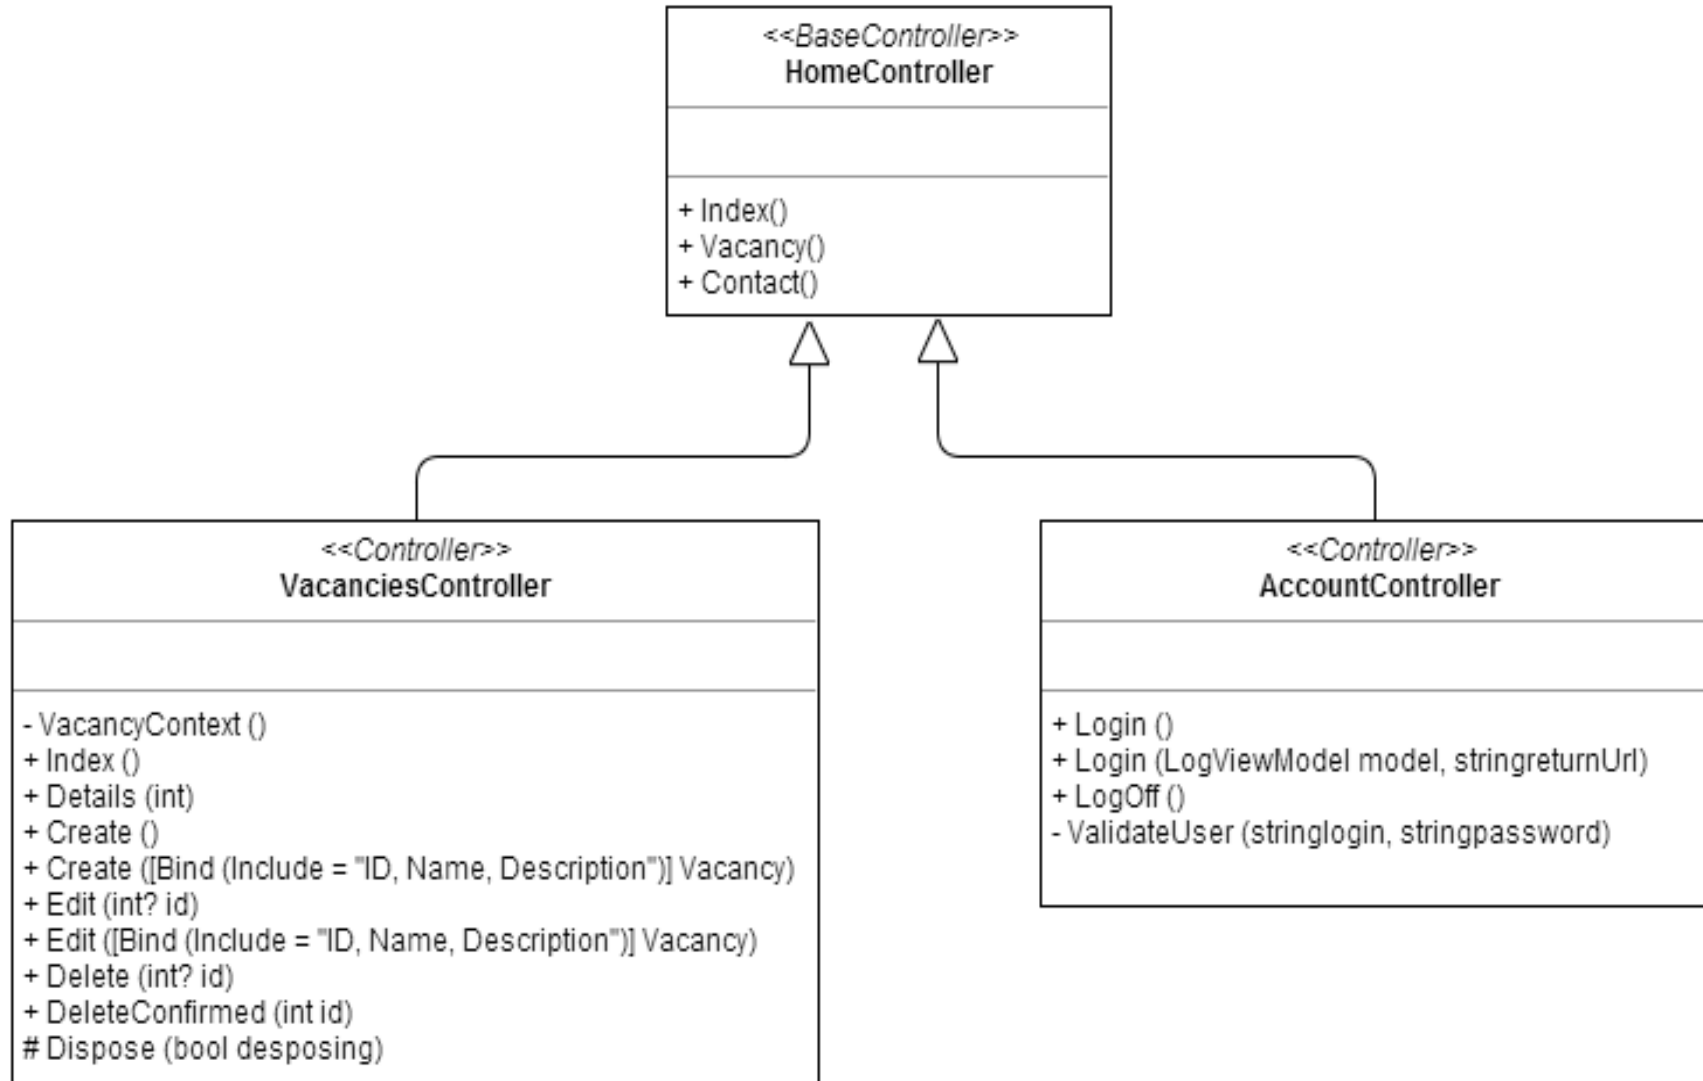 <<BaseController>>
HomeController
+ Index()
+ Vacancy()
+ Contact()
<<Controller>>
VacanciesController
- VacancyContext ()
+ Index ()
+ Details (int)
+ Create ()
+ Create ([Bind (Include = "ID, Name, Description")] Vacancy)
+ Edit (int? id)
+ Edit ([Bind (Include = "ID, Name, Description")] Vacancy)
+ Delete (int? id)
+ DeleteConfirmed (int id)
# Dispose (bool desposing)
<<Controller>>
AccountController
+ Login ()
+ Login (LogViewModel model, stringreturnUrl)
+ LogOff ()
- ValidateUser (stringlogin, stringpassword)